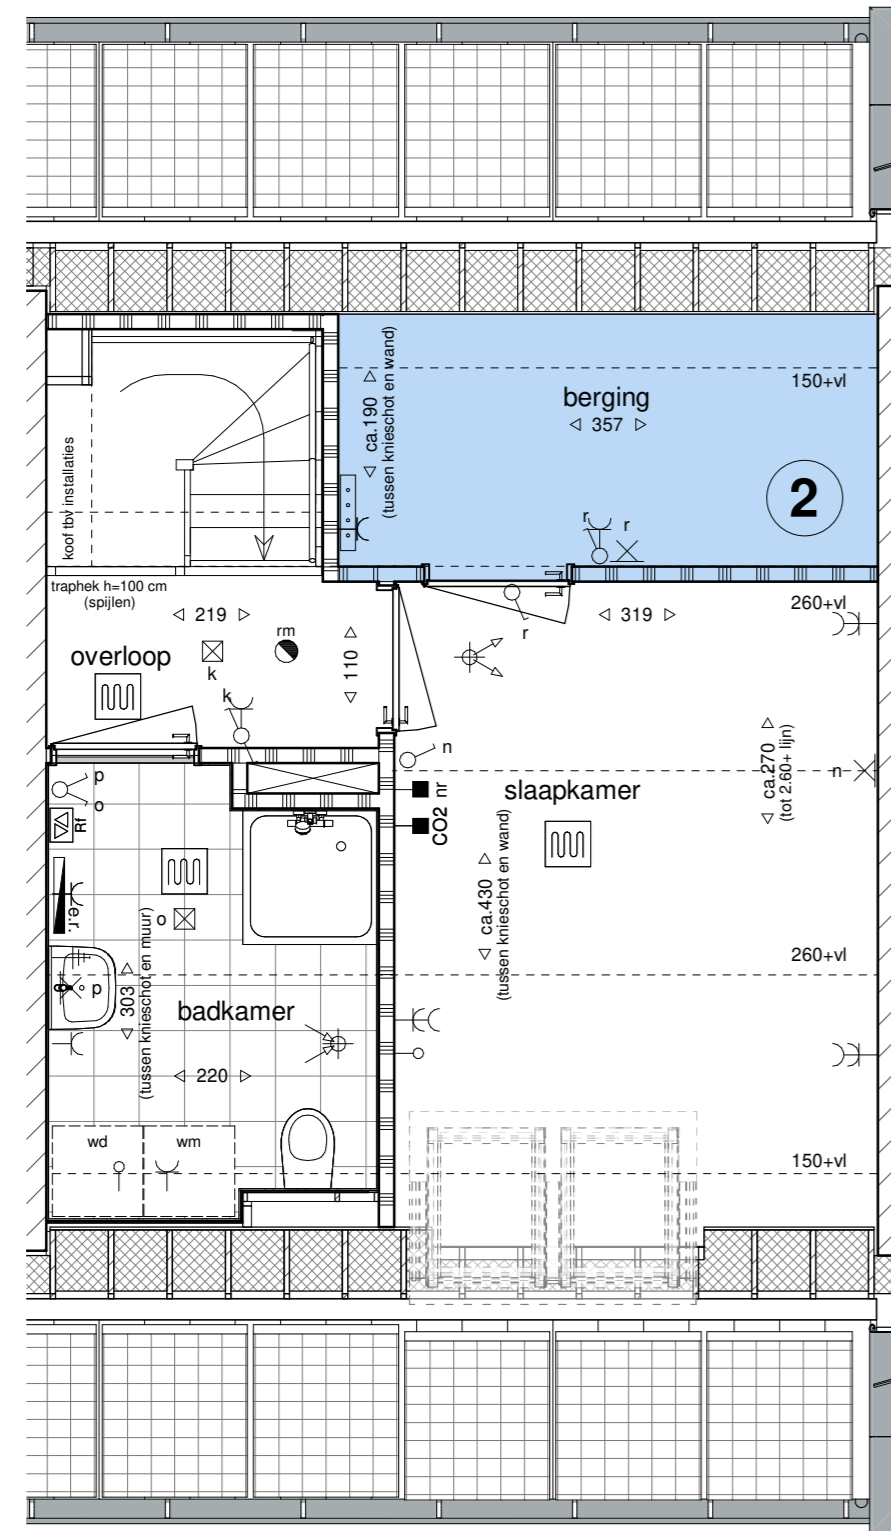 150+vl
berging
357
ca.190
(tussen knieschot en wand)
2
koof tbv installaties
r
r
traphek h=100 cm
(spijlen)
219
319
260+vl
rm
r
110
overloop
k
k
n
ca.270
(tot 2.60+ lijn)
n
p
o
nr
slaapkamer
Rf
CO2
ca.430
(tussen knieschot en wand)
e.r.
o
260+vl
p
303
(tussen knieschot en muur)
badkamer
220
wd
wm
150+vl